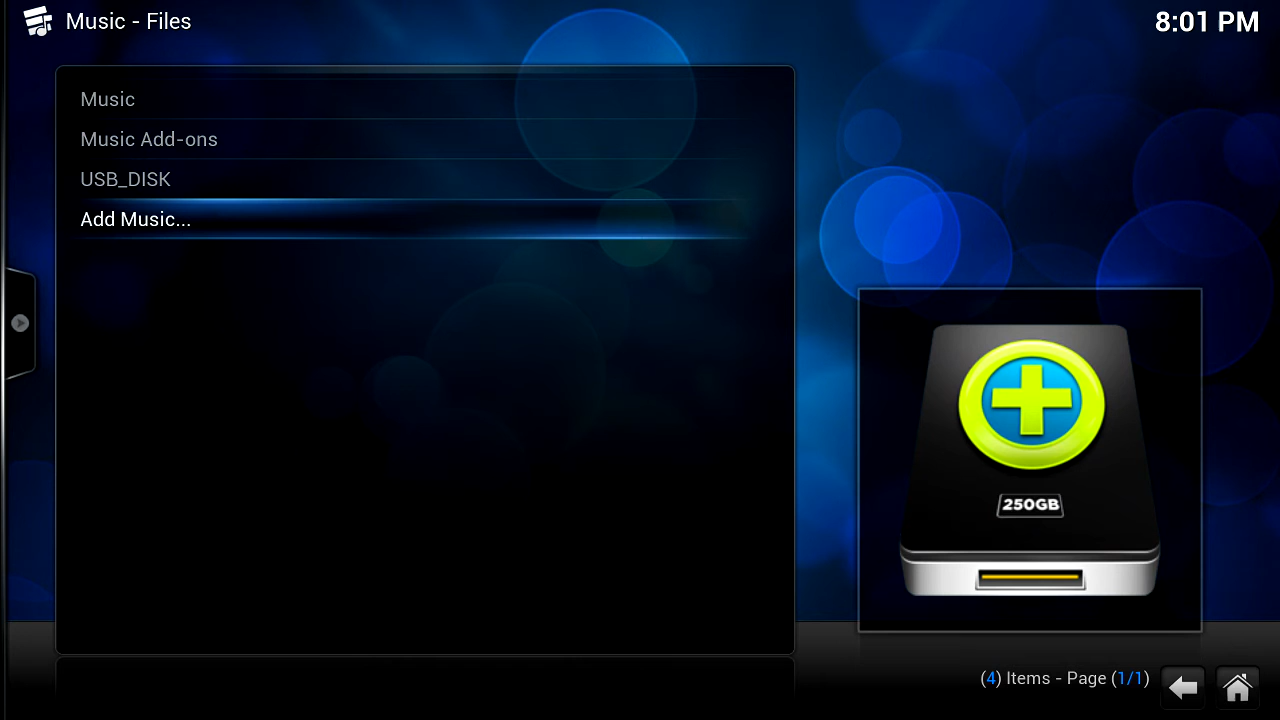 Music - Files
8:01 PM
Music
Music Add-ons
USB_DISK
Add Music...
250GB
(4) Items - Page (1/1)